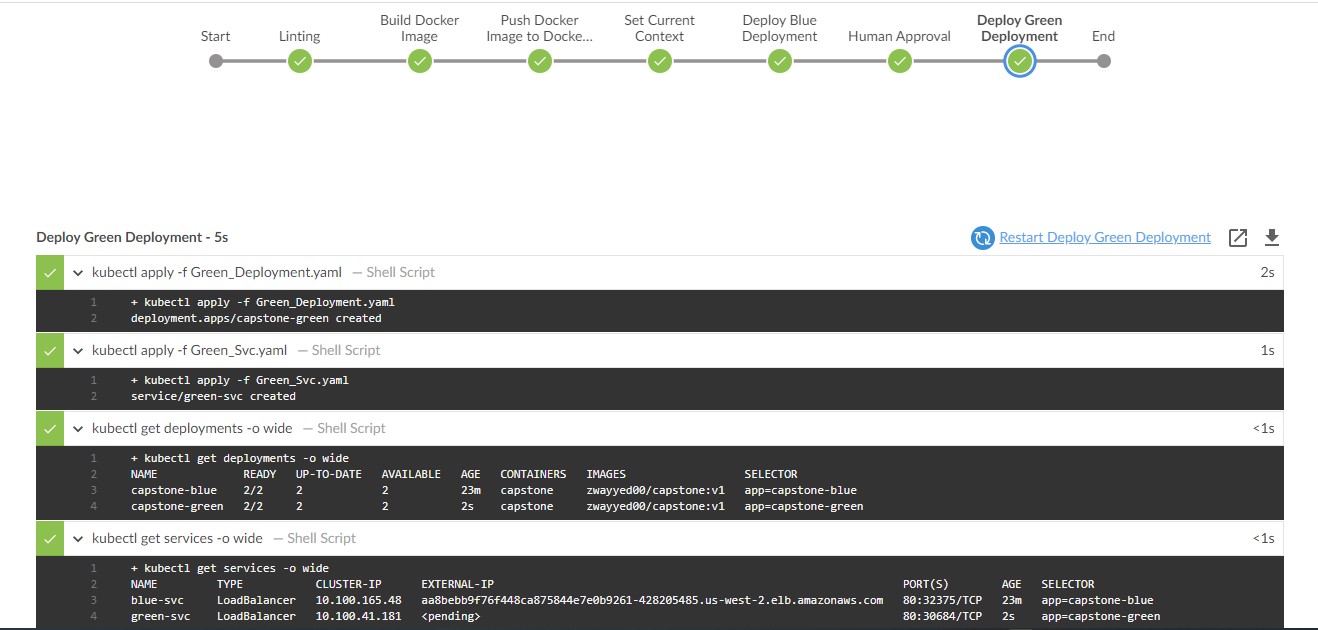 Start Linting Build Docker Image Push Docker Image to Docke... Set Current Context Deploy Blue Deployment Human Approval Deploy Green Deployment End
Deploy Green Deployment - 5s Restart Deploy Green Deployment
kubectl apply -f Green_Deployment.yaml — Shell Script 2s
1 + kubectl apply -f Green_Deployment.yaml
2 deployment.apps/capstone-green created
kubectl apply -f Green_Svc.yaml — Shell Script 1s
1 + kubectl apply -f Green_Svc.yaml
2 service/green-svc created
kubectl get deployments -o wide — Shell Script <1s
1 + kubectl get deployments -o wide
2 NAME READY UP-TO-DATE AVAILABLE AGE CONTAINERS IMAGES SELECTOR
3 capstone-blue 2/2 2 2 23m capstone zwayyed00/capstone:v1 app=capstone-blue
4 capstone-green 2/2 2 2 2s capstone zwayyed00/capstone:v1 app=capstone-green
kubectl get services -o wide — Shell Script <1s
1 + kubectl get services -o wide
2 NAME TYPE CLUSTER-IP EXTERNAL-IP PORT(S) AGE SELECTOR
3 blue-svc LoadBalancer 10.100.165.48 aa8bebb9f76f448ca875844e7e0b9261-428205485.us-west-2.elb.amazonaws.com 80:32375/TCP 23m app=capstone-blue
4 green-svc LoadBalancer 10.100.41.181 <pending> 80:30684/TCP 2s app=capstone-green